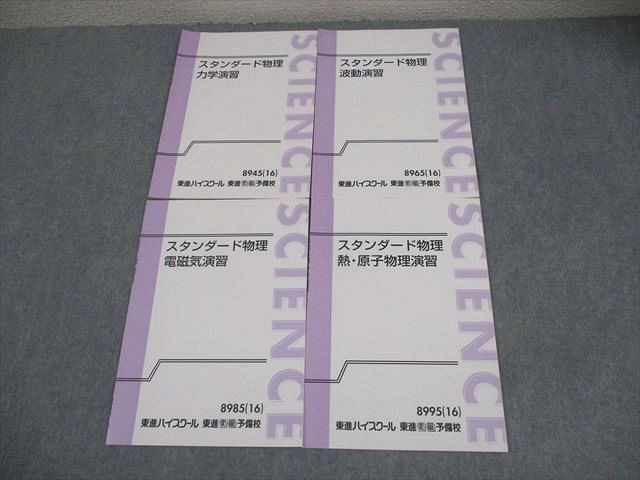 スタンダード物理
力学演習
8945(16)
東進ハイスクール 東進 予備校
SCIENCE
スタンダード物理
波動演習
8965(16)
東進ハイスクール 東進 予備校
SCIENCE
スタンダード物理
電磁気演習
8985(16)
東進ハイスクール 東進 予備校
SCIENCE
スタンダード物理
熱・原子物理演習
8995(16)
東進ハイスクール 東進 予備校
SCIENCE